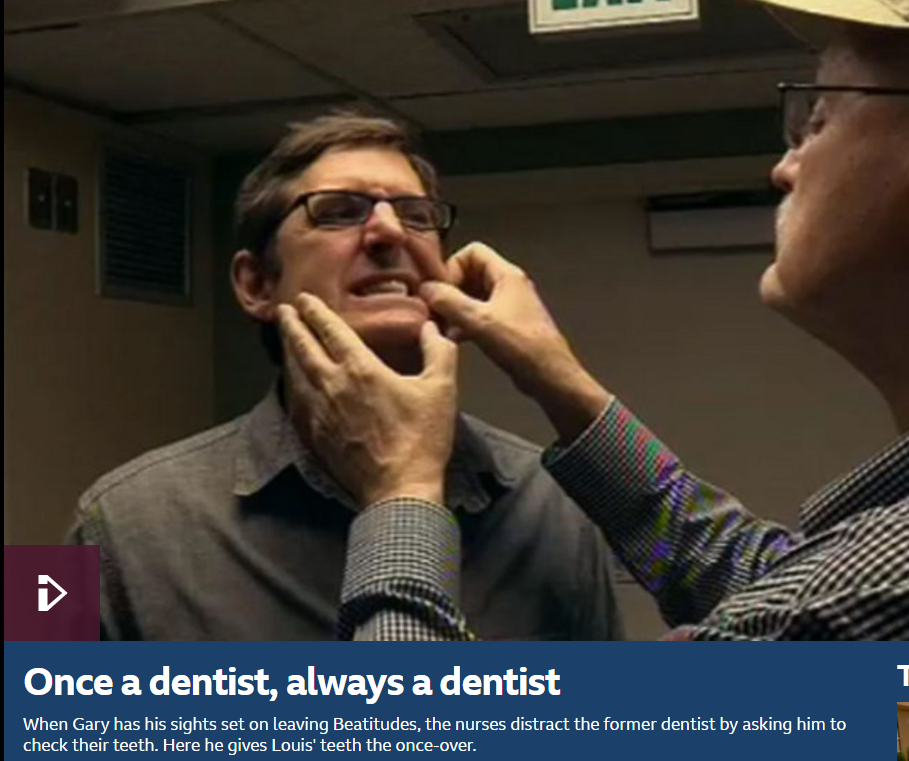 Once a dentist, always a dentist
When Gary has his sights set on leaving Beatitudes, the nurses distract the former dentist by asking him to
check their teeth. Here he gives Louis' teeth the once-over.